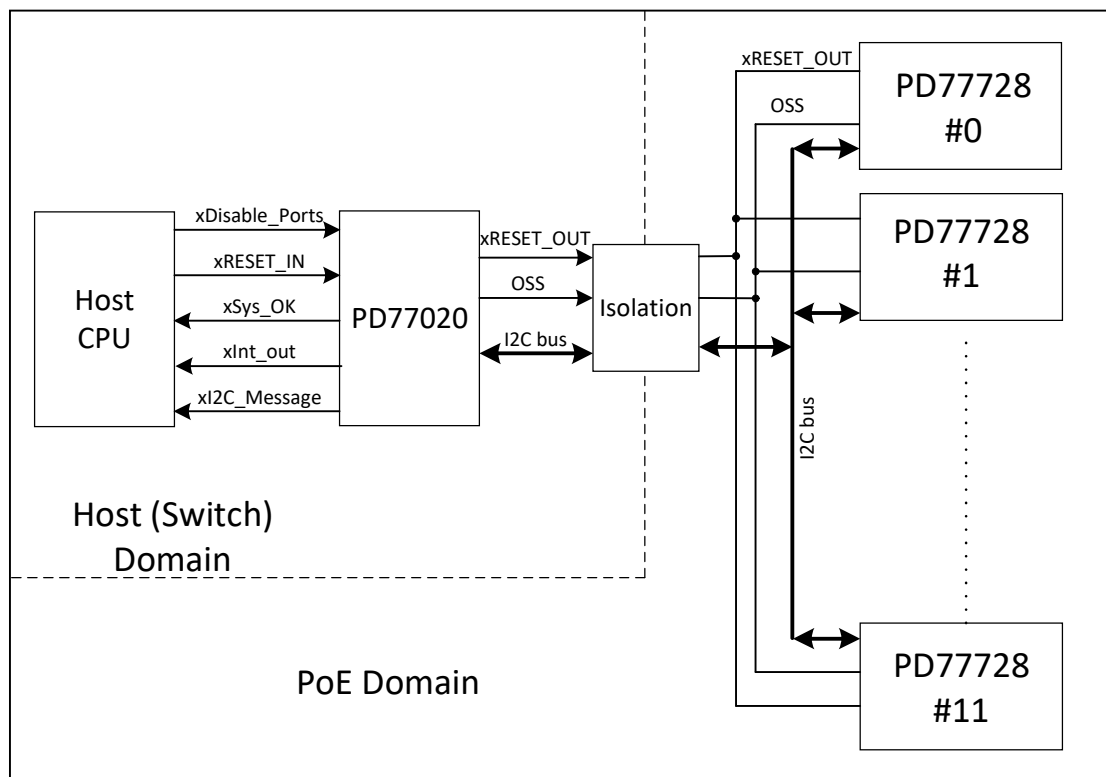 xRESET_OUT
PD77728
#0
OSS
PD77728
#1
xDisable_Ports
xRESET_IN
Host
CPU
xSys_OK
xInt_out
xI2C_Message
PD77020
xRESET_OUT
OSS
I2C bus
Isolation
I2C bus
Host (Switch)
Domain
PoE Domain
PD77728
#11